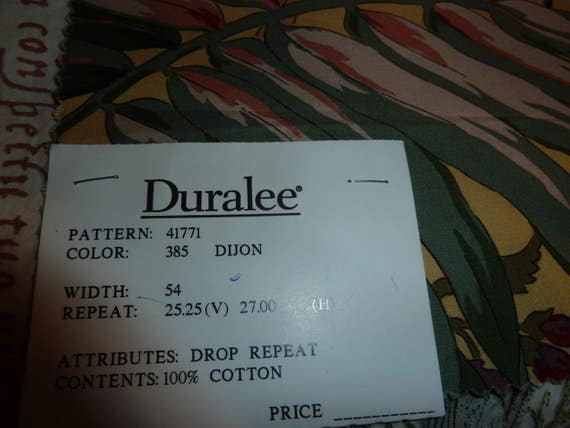 Duralee®
PATTERN: 41771
COLOR: 385 DIJON
WIDTH: 54
REPEAT: 25.25 (V) 27.00 (H)
ATTRIBUTES: DROP REPEAT
CONTENTS: 100% COTTON
PRICE ____________